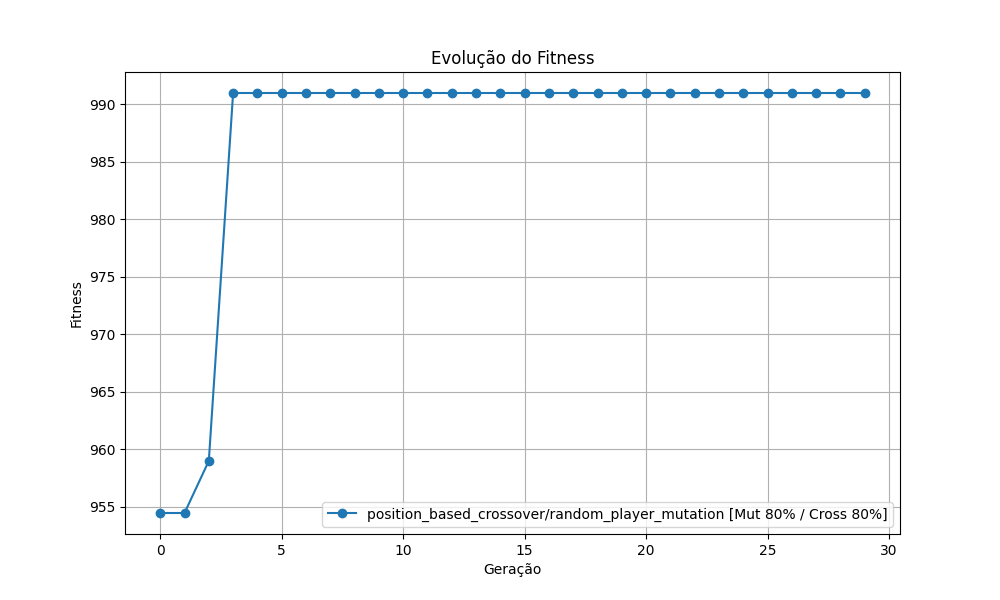 Evolução do Fitness
Fitness
990
985
980
975
970
965
960
955
position_based_crossover/random_player_mutation [Mut 80% / Cross 80%]
0 5 10 15 20 25 30
Geração